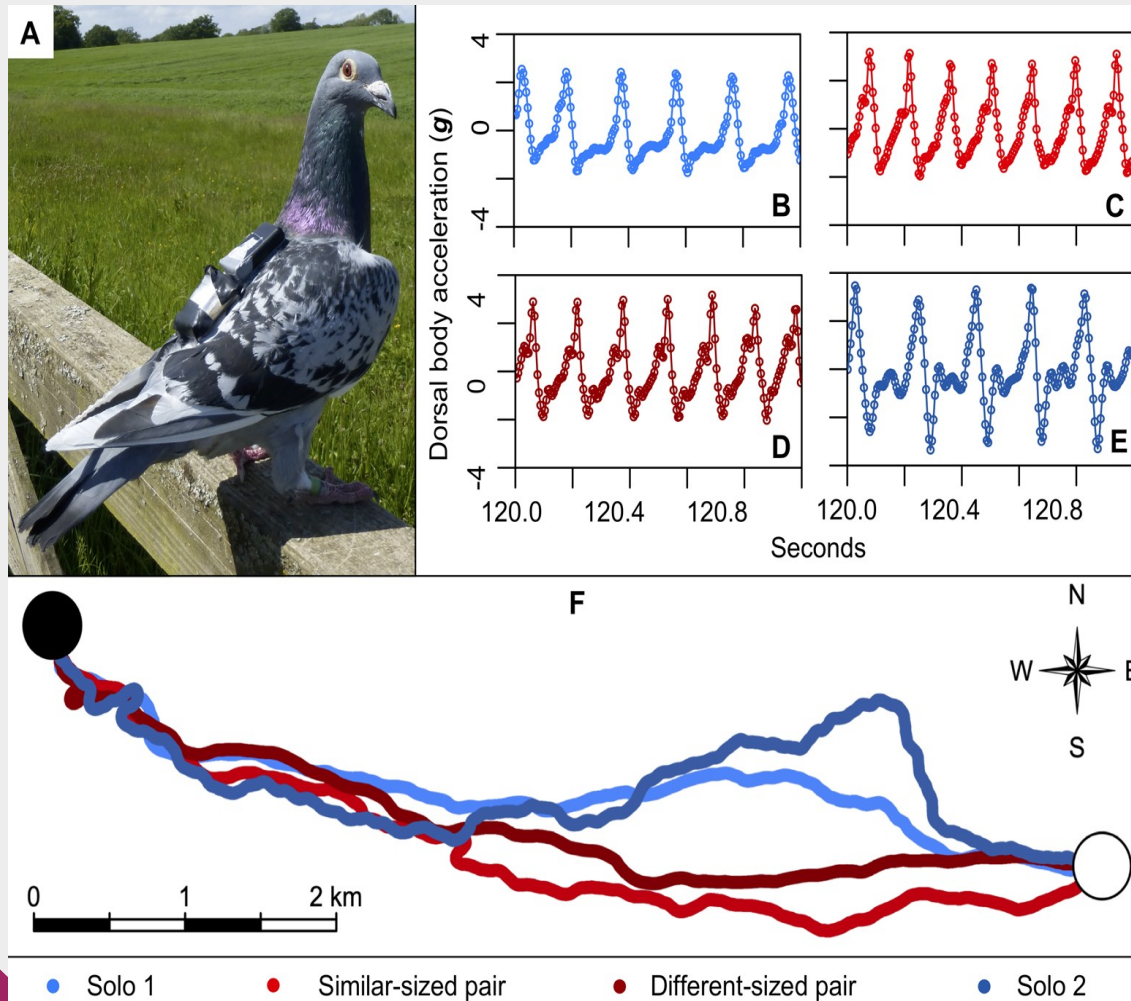 A
Dorsal body acceleration (g)
4
0
-4
B
C
4
0
-4
D
E
120.0 120.4 120.8
120.0 120.4 120.8
Seconds
F
N
W E
S
0 1 2 km
Solo 1 Similar-sized pair Different-sized pair Solo 2